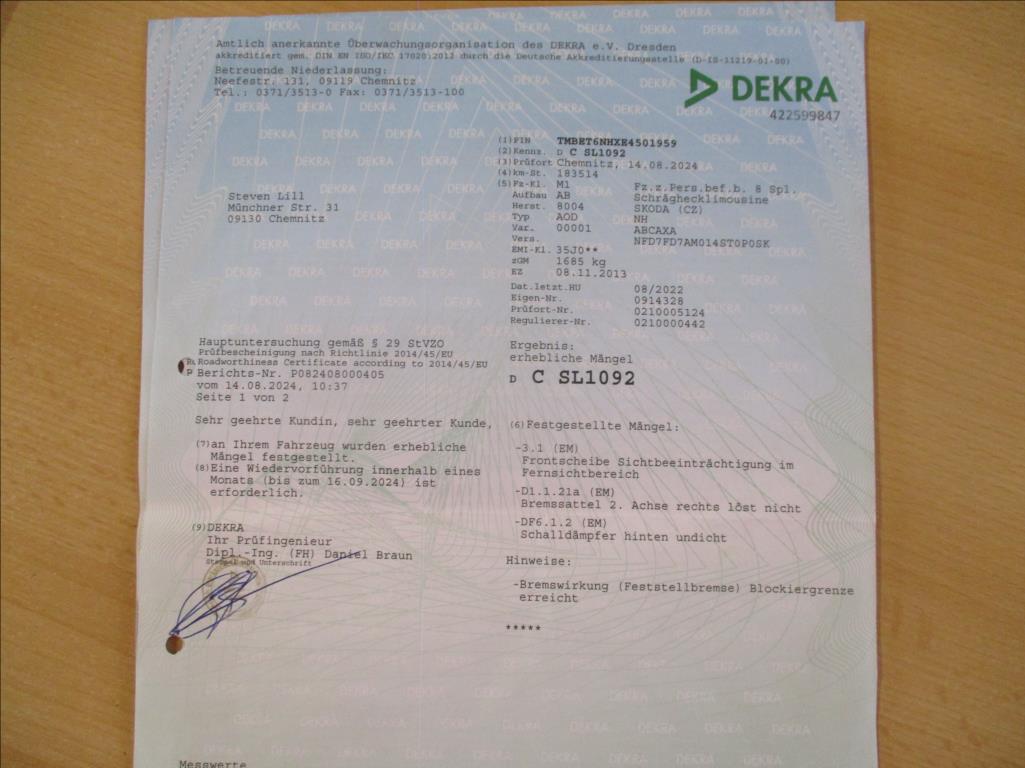 Amtlich anerkannte Überwachungsorganisation des DEKRA e.V. Dresden
akkreditiert gem. DIN EN ISO/IEC 17020:2012 durch die Deutsche Akkreditierungsstelle (D-IS-11219-01-00)
Betreuende Niederlassung:
Neefestr. 131, 09119 Chemnitz
Tel.: 0371/3513-0 Fax: 0371/3513-100
DEKRA
422599847
Steven Lill
Münchner Str. 31
09130 Chemnitz
(1) FIN TMBET6NHXE4501959
(2) Kennz. D C SL1092
(3) Prüfort Chemnitz, 14.08.2024
(4) km-St. 183514
(5) Fz-Kl. M1 Fz.z.Pers.bef.b. 8 Spl.
Aufbau AB Schräghecklimousine
Herst. 8004 SKODA (CZ)
Typ AOD NH
Var. 00001 ABCAXA
Vers. NFD7FD7AM014ST0P0SK
EMI-Kl. 35J0**
zGM 1685 kg
EZ 08.11.2013
Dat.letzt.HU 08/2022
Eigen-Nr. 0914328
Prüfort-Nr. 0210005124
Regulierer-Nr. 0210000442
Hauptuntersuchung gemäß § 29 StVZO
Prüfbescheinigung nach Richtlinie 2014/45/EU
Roadworthiness Certificate according to 2014/45/EU
Berichts-Nr. P082408000405
vom 14.08.2024, 10:37
Seite 1 von 2
Ergebnis:
erhebliche Mängel
D C SL1092
Sehr geehrte Kundin, sehr geehrter Kunde,
(7) an Ihrem Fahrzeug wurden erhebliche
Mängel festgestellt.
(8) Eine Wiedervorführung innerhalb eines
Monats (bis zum 16.09.2024) ist
erforderlich.
(9) DEKRA
Ihr Prüfingenieur
Dipl.-Ing. (FH) Daniel Braun
Stempel und Unterschrift
(6) Festgestellte Mängel:
-3.1 (EM)
Frontscheibe Sichtbeeinträchtigung im
Fernsichtbereich
-D1.1.21a (EM)
Bremssattel 2. Achse rechts löst nicht
-DF6.1.2 (EM)
Schalldämpfer hinten undicht
Hinweise:
-Bremswirkung (Feststellbremse) Blockiergrenze
erreicht
*****
Messwerte